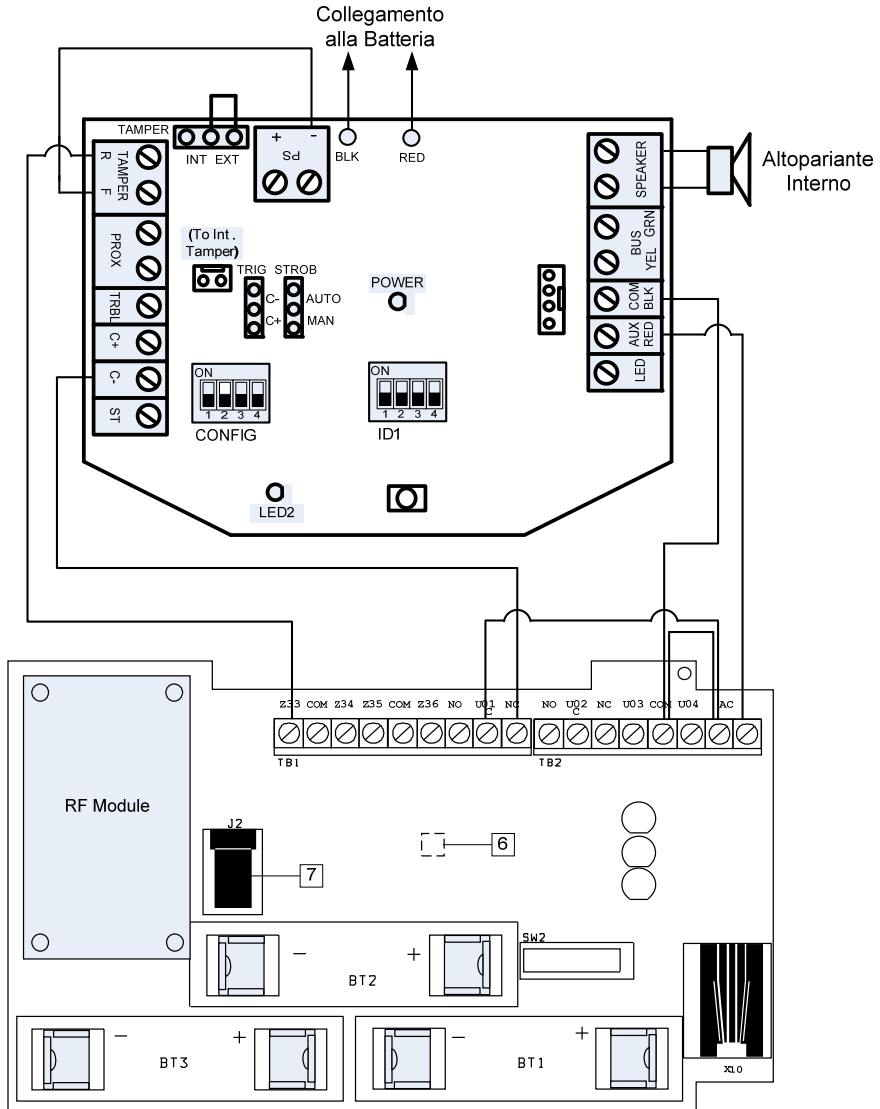 Collegamento
alla Batteria
TAMPER
INT EXT
+ -
PS
BLK
RED
TAMPER
R F
PROX
TRBL
C+
C-
ST
(To Int.
Tamper)
TRIG STROB
C- AUTO
C+ MAN
POWER
SPEAKER
BUS
GRN
YEL
COM
BLK
AUX
RED
LED
Altopariante
Interno
ON
1 2 3 4
CONFIG
ON
1 2 3 4
ID1
LED2
Z33 COM Z34 Z35 COM Z36 NO U01 NC
C
NO U02 NC U03 COM U04 AC
C
TB1
TB2
RF Module
J2
6
7
SW2
- +
BT2
- +
BT3
- +
BT1
X10